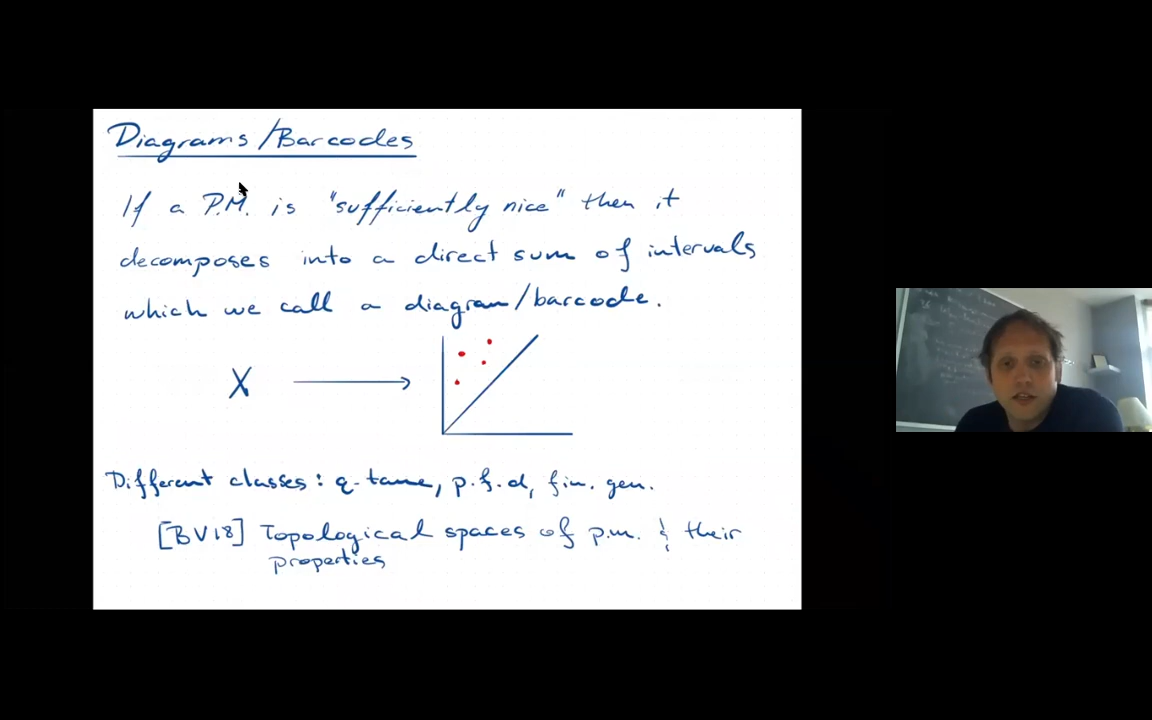 Diagrams/Barcodes
If a P.M. is "sufficiently nice" then it
decomposes into a direct sum of intervals
which we call a diagram/barcode.
X
Different classes: q-tame, p.f.d, fin. gen.
[BV18] Topological spaces of p.m. & their
properties